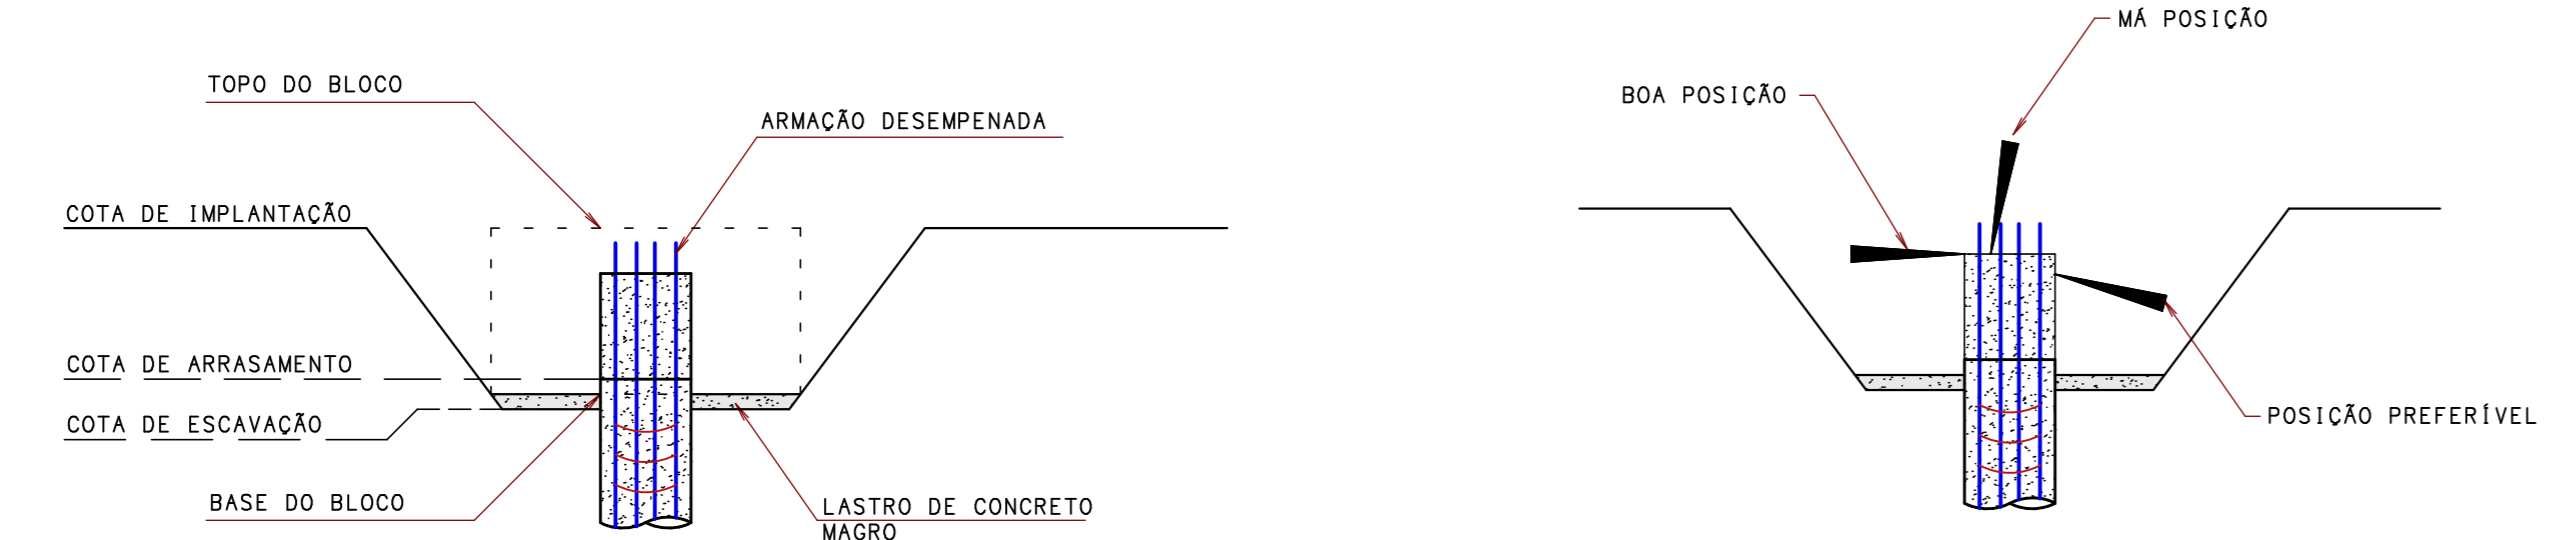 TOPO DO BLOCO
ARMAÇÃO DESEMPENADA
COTA DE IMPLANTAÇÃO
COTA DE ARRASAMENTO
COTA DE ESCAVAÇÃO
BASE DO BLOCO
LASTRO DE CONCRETO
MAGRO
MÁ POSIÇÃO
BOA POSIÇÃO
POSIÇÃO PREFERÍVEL